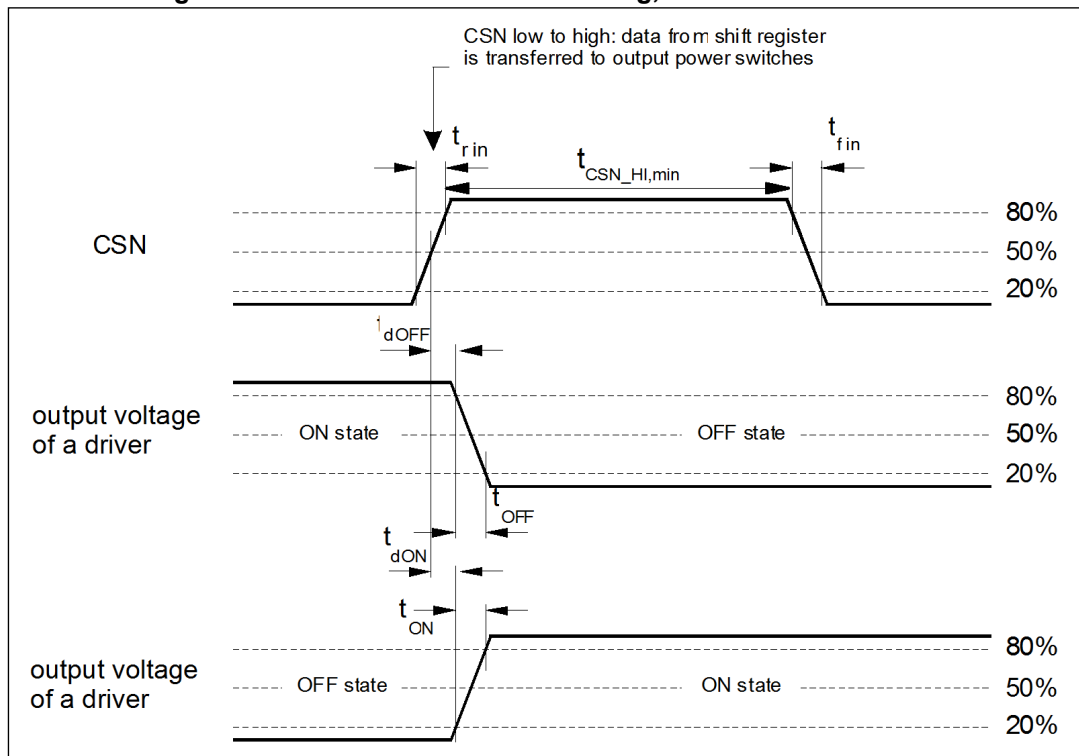 CSN low to high: data from shift register
is transferred to output power switches
t r in
t f in
t CSN_HI,min
CSN
80%
50%
20%
t dOFF
output voltage
of a driver
ON state
OFF state
80%
50%
20%
t OFF
t dON
t ON
output voltage
of a driver
OFF state
ON state
80%
50%
20%